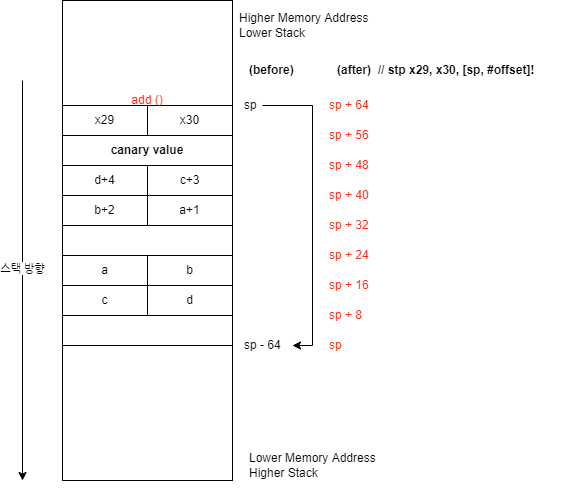 Higher Memory Address
Lower Stack
(before)
(after) // stp x29, x30, [sp, #offset]!
add ()
sp
sp + 64
x29
x30
sp + 56
canary value
sp + 48
d+4
c+3
sp + 40
b+2
a+1
sp + 32
sp + 24
스택 방향
a
b
sp + 16
c
d
sp + 8
sp - 64
sp
Lower Memory Address
Higher Stack